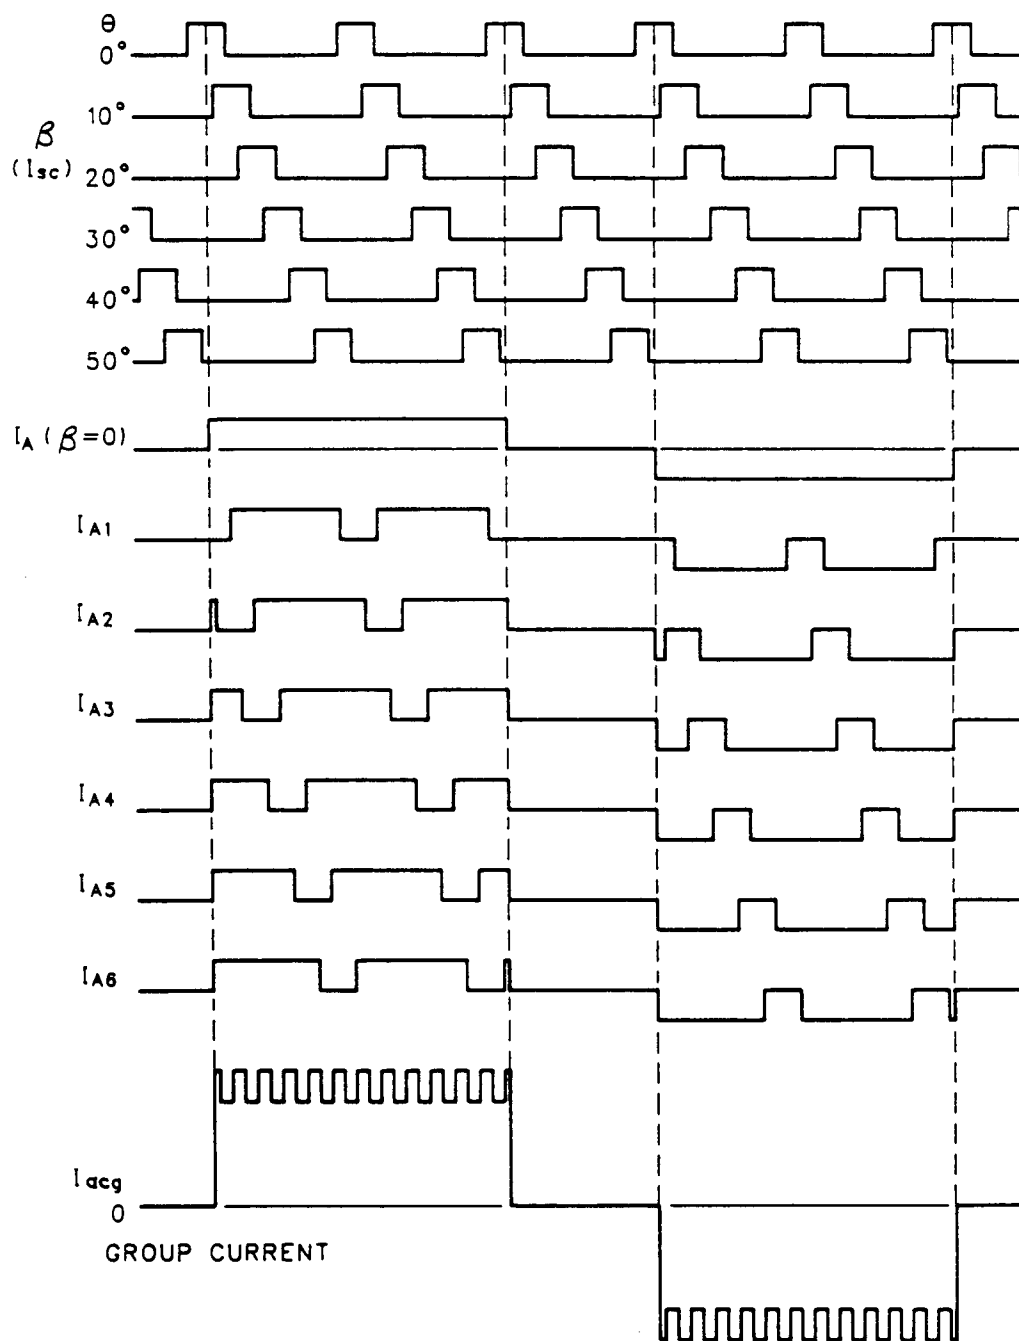 θ
0°
10°
β
(Isc) 20°
30°
40°
50°
IA (β=0)
IA1
IA2
IA3
IA4
IA5
IA6
Iacg
0
GROUP CURRENT